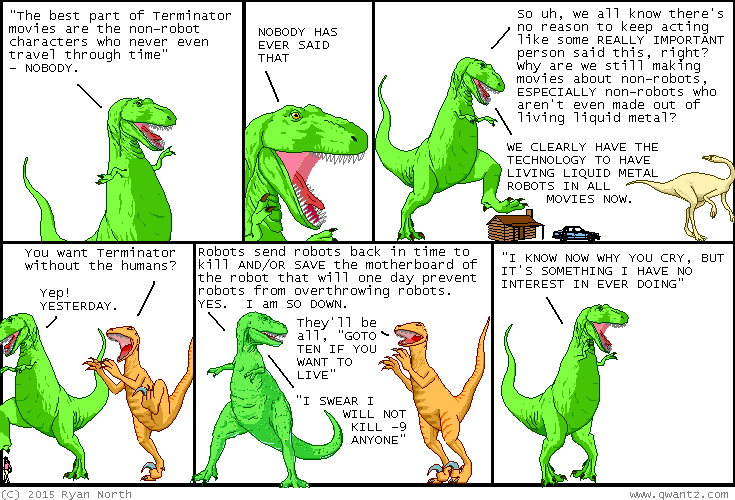 "The best part of Terminator
movies are the non-robot
characters who never even
travel through time"
- NOBODY.
NOBODY HAS
EVER SAID
THAT
So uh, we all know there's
no reason to keep acting
like some REALLY IMPORTANT
person said this, right?
Why are we still making
movies about non-robots,
ESPECIALLY non-robots who
aren't even made out of
living liquid metal?
WE CLEARLY HAVE THE
TECHNOLOGY TO HAVE
LIVING LIQUID METAL
ROBOTS IN ALL
MOVIES NOW.
You want Terminator
without the humans?
Yep!
YESTERDAY.
Robots send robots back in time to
kill AND/OR SAVE the motherboard of
the robot that will one day prevent
robots from overthrowing robots.
YES. I am SO DOWN.
They'll be
all, "GOTO
TEN IF YOU
WANT TO
LIVE"
"I SWEAR I
WILL NOT
KILL -9
ANYONE"
"I KNOW NOW WHY YOU CRY, BUT
IT'S SOMETHING I HAVE NO
INTEREST IN EVER DOING"
(C) 2015 Ryan North
www.qwantz.com